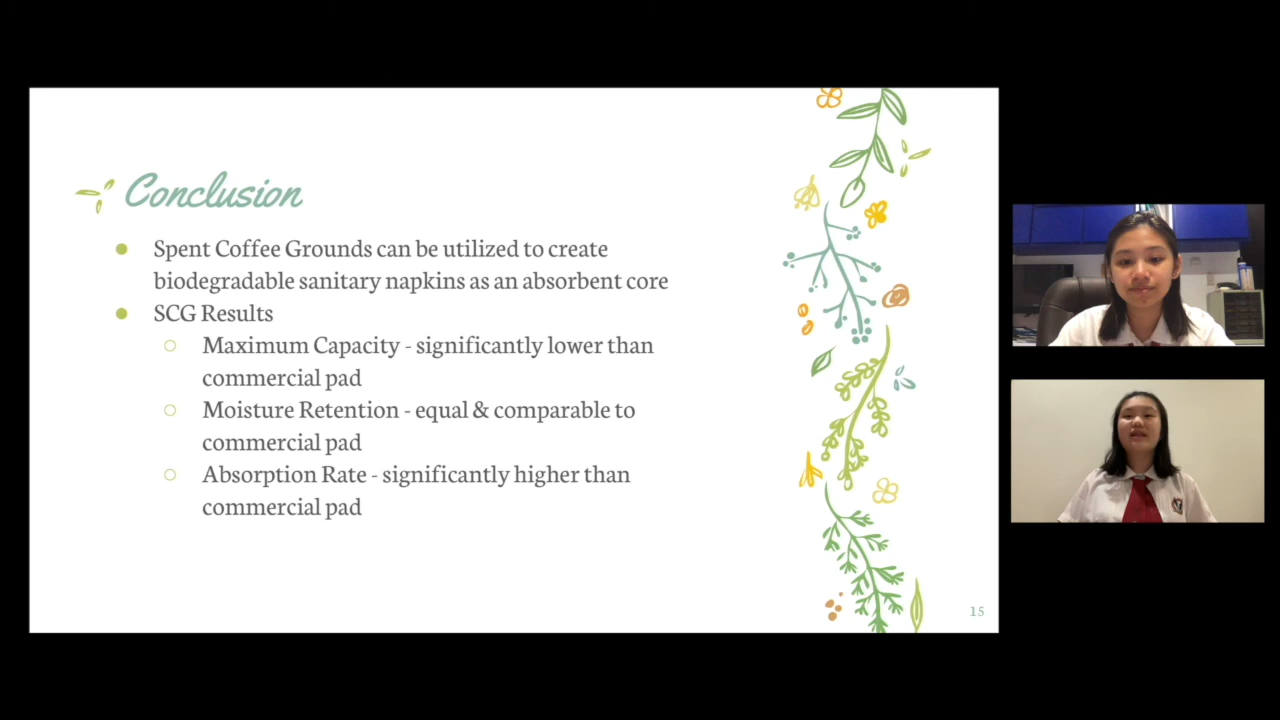 Conclusion
● Spent Coffee Grounds can be utilized to create
biodegradable sanitary napkins as an absorbent core
● SCG Results
○ Maximum Capacity - significantly lower than
commercial pad
○ Moisture Retention - equal & comparable to
commercial pad
○ Absorption Rate - significantly higher than
commercial pad
15